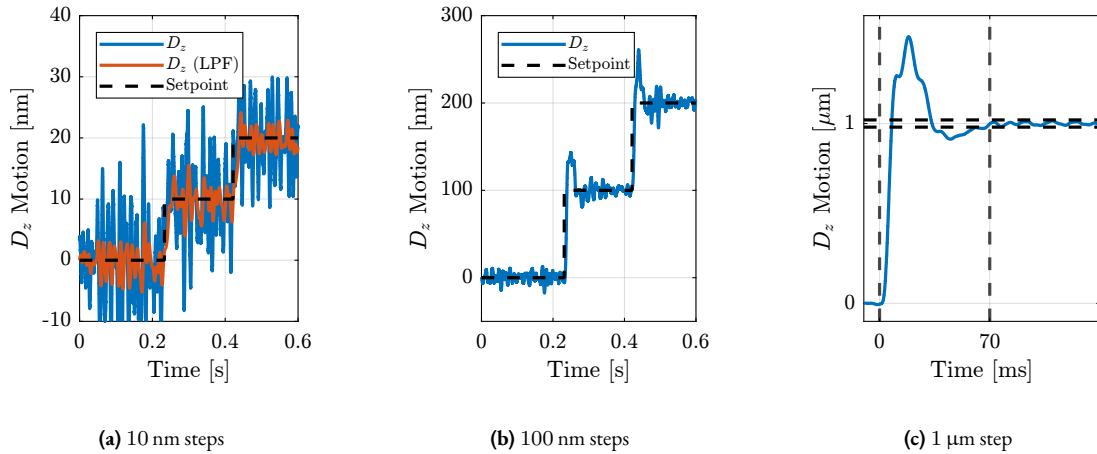 40
30
20
10
0
-10
D_z Motion [nm]
D_z
D_z (LPF)
Setpoint
0
0.2
0.4
0.6
Time [s]
(a) 10 nm steps
300
200
100
0
D_z Motion [nm]
D_z
Setpoint
0
0.2
0.4
0.6
Time [s]
(b) 100 nm steps
1
0
D_z Motion [μm]
0
70
Time [ms]
(c) 1 μm step